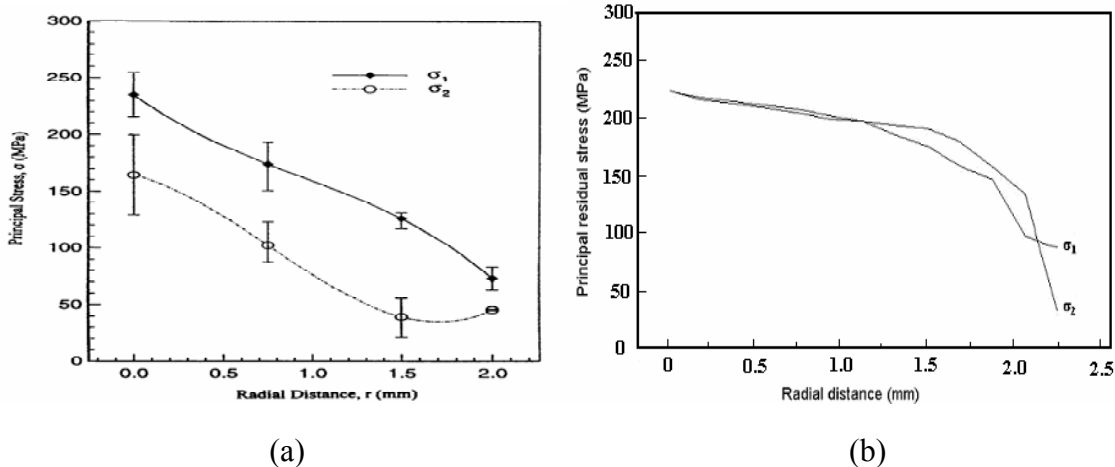 300
250
200
150
100
50
0
Principal Stress, σ (MPa)
σ₁
σ₂
0.0 0.5 1.0 1.5 2.0
Radial Distance, r (mm)
(a)
300
250
200
150
100
50
0
Principal residual stress (MPa)
σ₁
σ₂
0 0.5 1.0 1.5 2.0 2.5
Radial distance (mm)
(b)